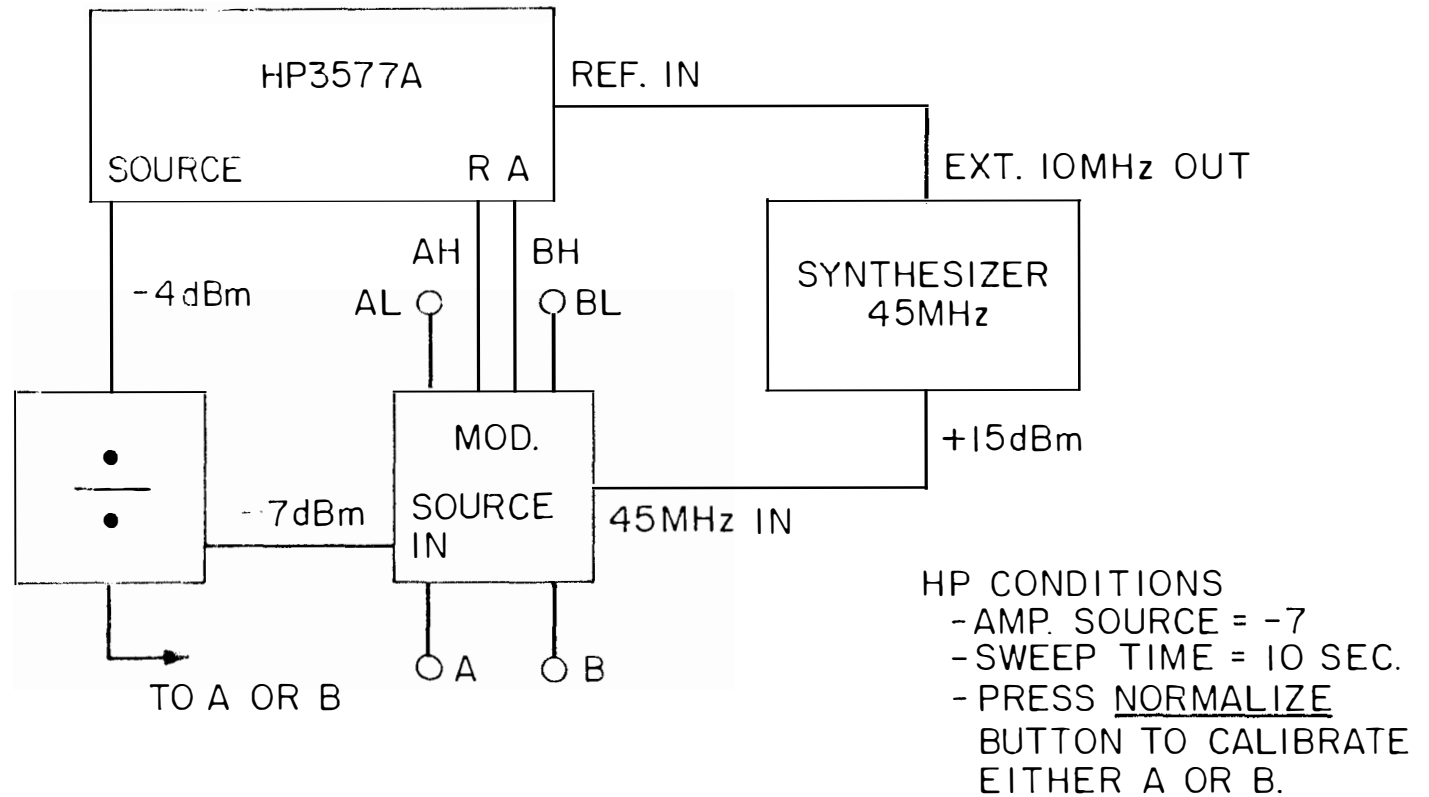 HP3577A
REF. IN
SOURCE
R A
EXT. 10MHz OUT
AH
BH
AL
BL
-4dBm
SYNTHESIZER
45MHz
÷
MOD.
+15dBm
-7dBm
SOURCE
IN
45MHz IN
A
B
TO A OR B
HP CONDITIONS
-AMP. SOURCE = -7
-SWEEP TIME = 10 SEC.
-PRESS NORMALIZE
BUTTON TO CALIBRATE
EITHER A OR B.